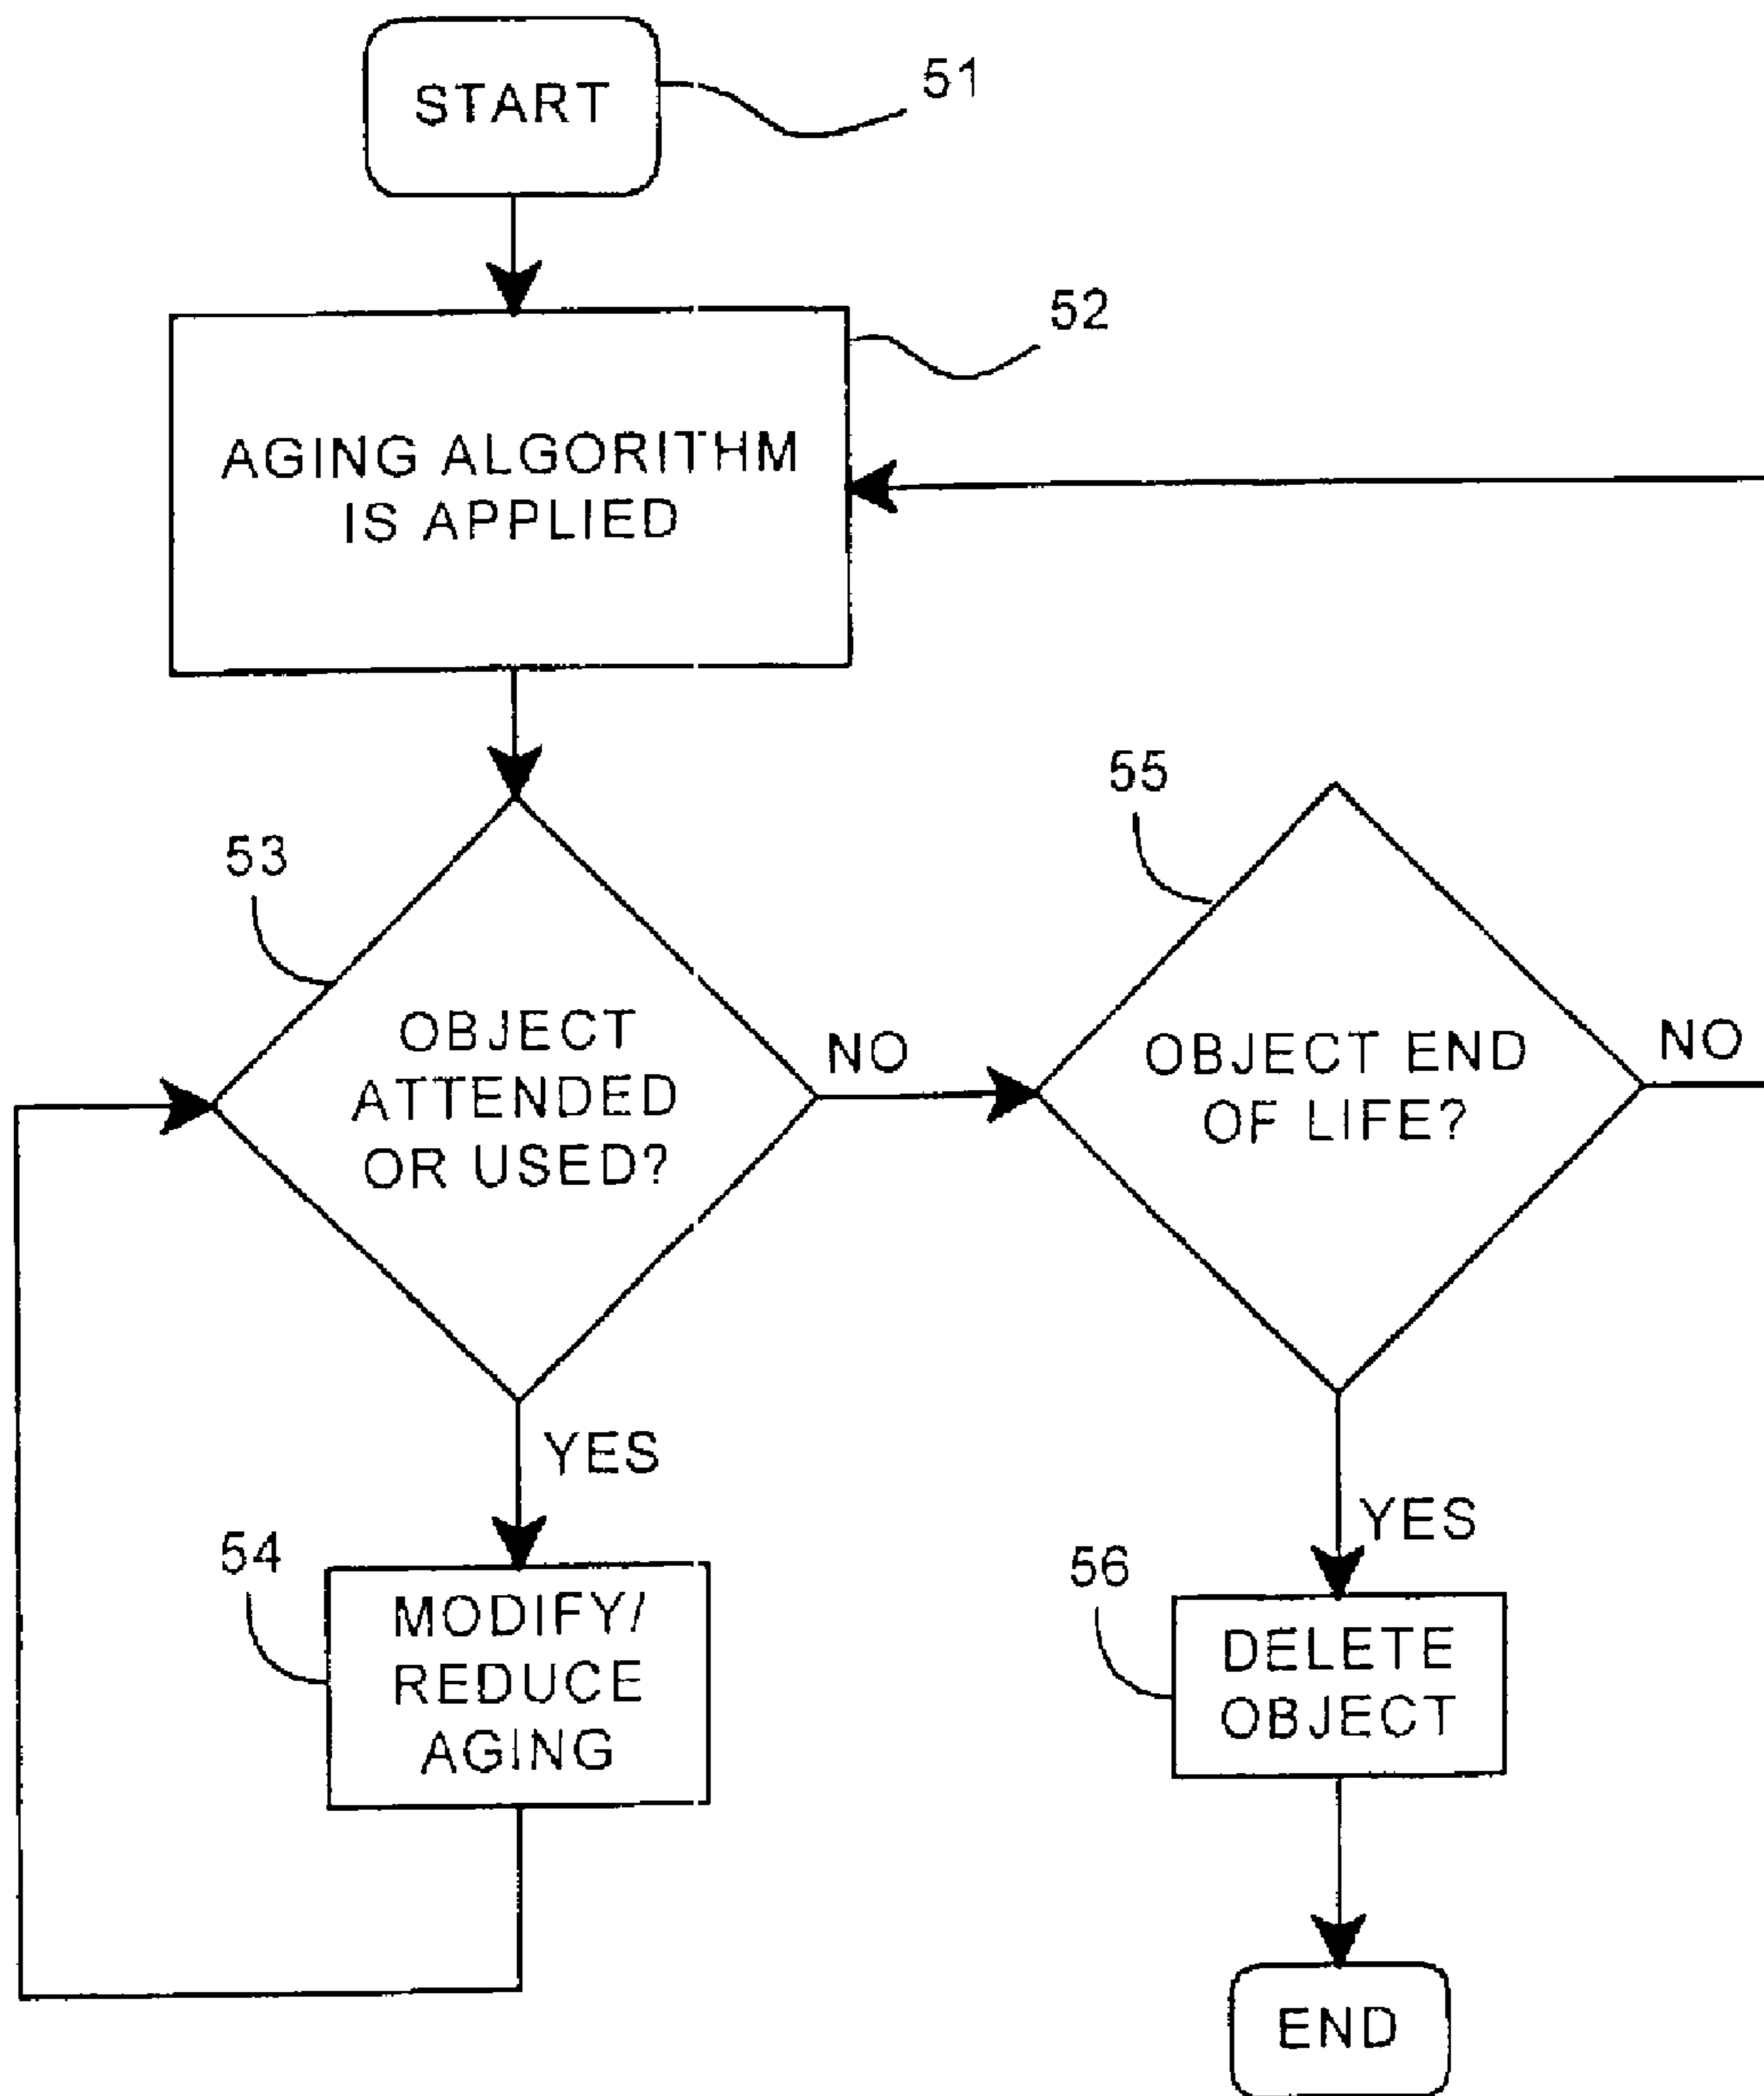 START
51
52
AGING ALGORITHM
IS APPLIED
53
OBJECT
ATTENDED
OR USED?
NO
55
OBJECT END
OF LIFE?
NO
YES
54
MODIFY/
REDUCE
AGING
YES
56
DELETE
OBJECT
END